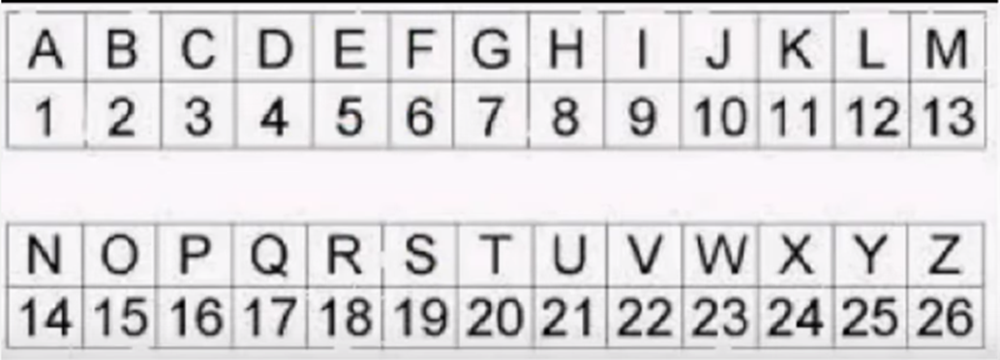 A B C D E F G H I J K L M
1 2 3 4 5 6 7 8 9 10 11 12 13
N O P Q R S T U V W X Y Z
14 15 16 17 18 19 20 21 22 23 24 25 26